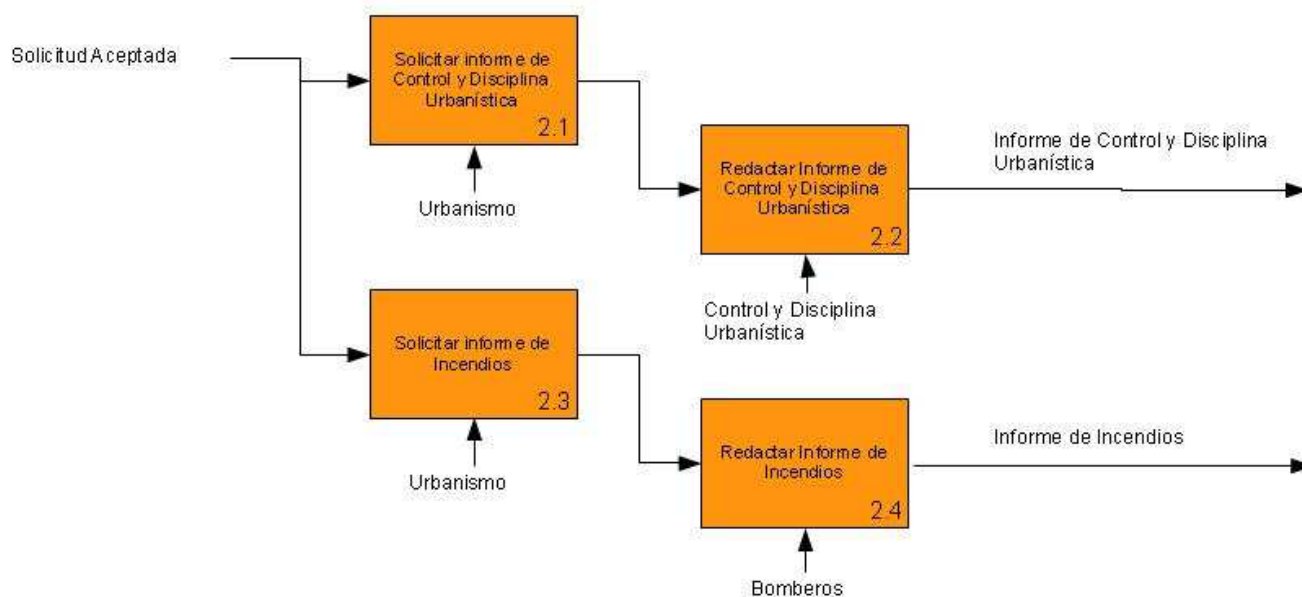 Solicitud Aceptada
Solicitar informe de
Control y Disciplina
Urbanística
2.1
Urbanismo
Redactar Informe de
Control y Disciplina
Urbanística
2.2
Informe de Control y Disciplina
Urbanística
Control y Disciplina
Urbanística
Solicitar informe de
Incendios
2.3
Urbanismo
Redactar Informe de
Incendios
2.4
Informe de Incendios
Bomberos